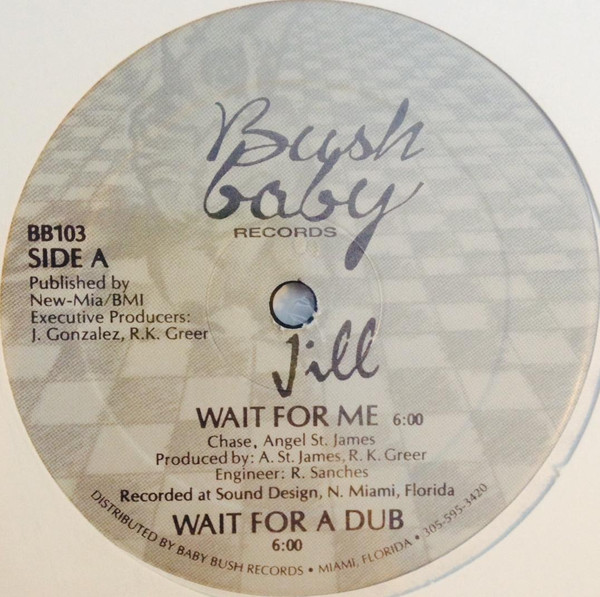 Bush
baby
RECORDS
BB103
SIDE A
Published by
New-Mia/BMI
Executive Producers:
J. Gonzalez, R.K. Greer
Jill
WAIT FOR ME 6:00
Chase, Angel St. James
Produced by: A. St. James, R. K. Greer
Engineer: R. Sanches
Recorded at Sound Design, N. Miami, Florida
WAIT FOR A DUB
6:00
DISTRIBUTED BY BABY BUSH RECORDS • MIAMI, FLORIDA • 305-595-3420